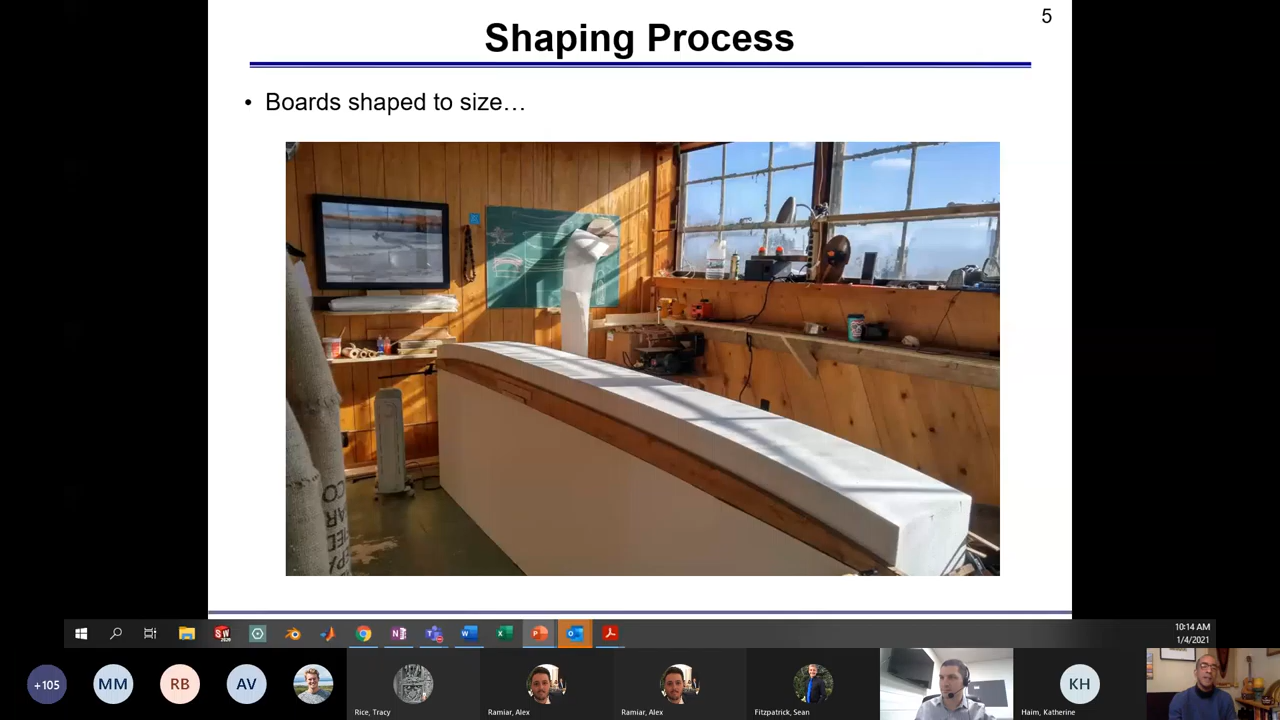 5
Shaping Process
• Boards shaped to size…
10:14 AM
1/4/2021
+105
MM
RB
AV
Rice, Tracy
Ramiar, Alex
Ramiar, Alex
Fitzpatrick, Sean
KH
Haim, Katherine